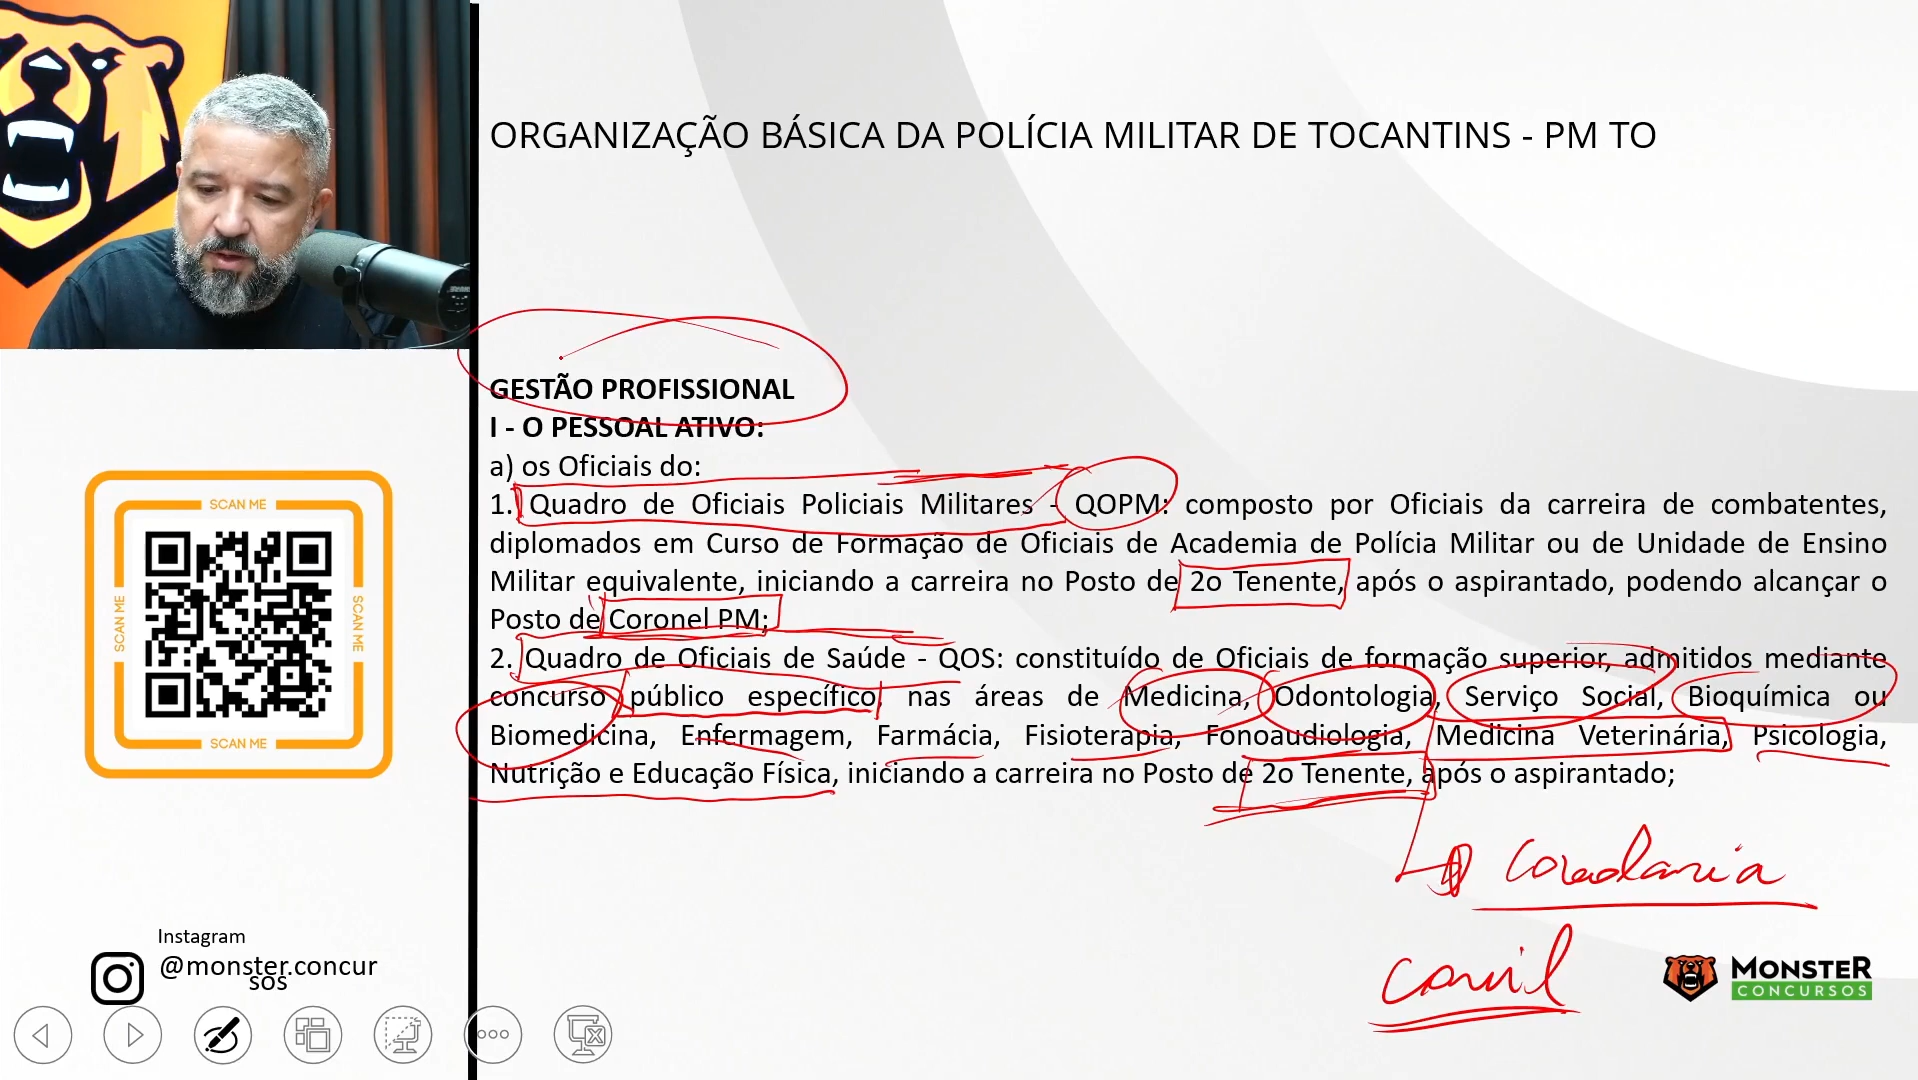 ORGANIZAÇÃO BÁSICA DA POLÍCIA MILITAR DE TOCANTINS - PM TO
GESTÃO PROFISSIONAL
I - O PESSOAL ATIVO:
a) os Oficiais do:
1. Quadro de Oficiais Policiais Militares - QOPM: composto por Oficiais da carreira de combatentes,
diplomados em Curso de Formação de Oficiais de Academia de Polícia Militar ou de Unidade de Ensino
Militar equivalente, iniciando a carreira no Posto de 2o Tenente, após o aspirantado, podendo alcançar o
Posto de Coronel PM;
2. Quadro de Oficiais de Saúde - QOS: constituído de Oficiais de formação superior, admitidos mediante
concurso público específico, nas áreas de Medicina, Odontologia, Serviço Social, Bioquímica ou
Biomedicina, Enfermagem, Farmácia, Fisioterapia, Fonoaudiologia, Medicina Veterinária, Psicologia,
Nutrição e Educação Física, iniciando a carreira no Posto de 2o Tenente, após o aspirantado;
canil
SCAN ME
SCAN ME
SCAN ME
SCAN ME
Instagram
@monster.concur
sos
MONSTER
CONCURSOS